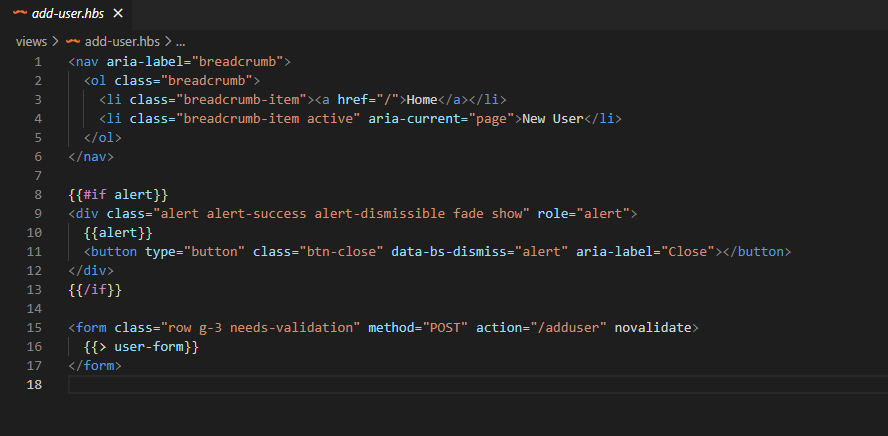 add-user.hbs ×
views > add-user.hbs > ...
1 <nav aria-label="breadcrumb">
2   <ol class="breadcrumb">
3     <li class="breadcrumb-item"><a href="/">Home</a></li>
4     <li class="breadcrumb-item active" aria-current="page">New User</li>
5   </ol>
6 </nav>
7
8 {{#if alert}}
9 <div class="alert alert-success alert-dismissible fade show" role="alert">
10   {{alert}}
11   <button type="button" class="btn-close" data-bs-dismiss="alert" aria-label="Close"></button>
12 </div>
13 {{/if}}
14
15 <form class="row g-3 needs-validation" method="POST" action="/adduser" novalidate>
16   {{> user-form}}
17 </form>
18